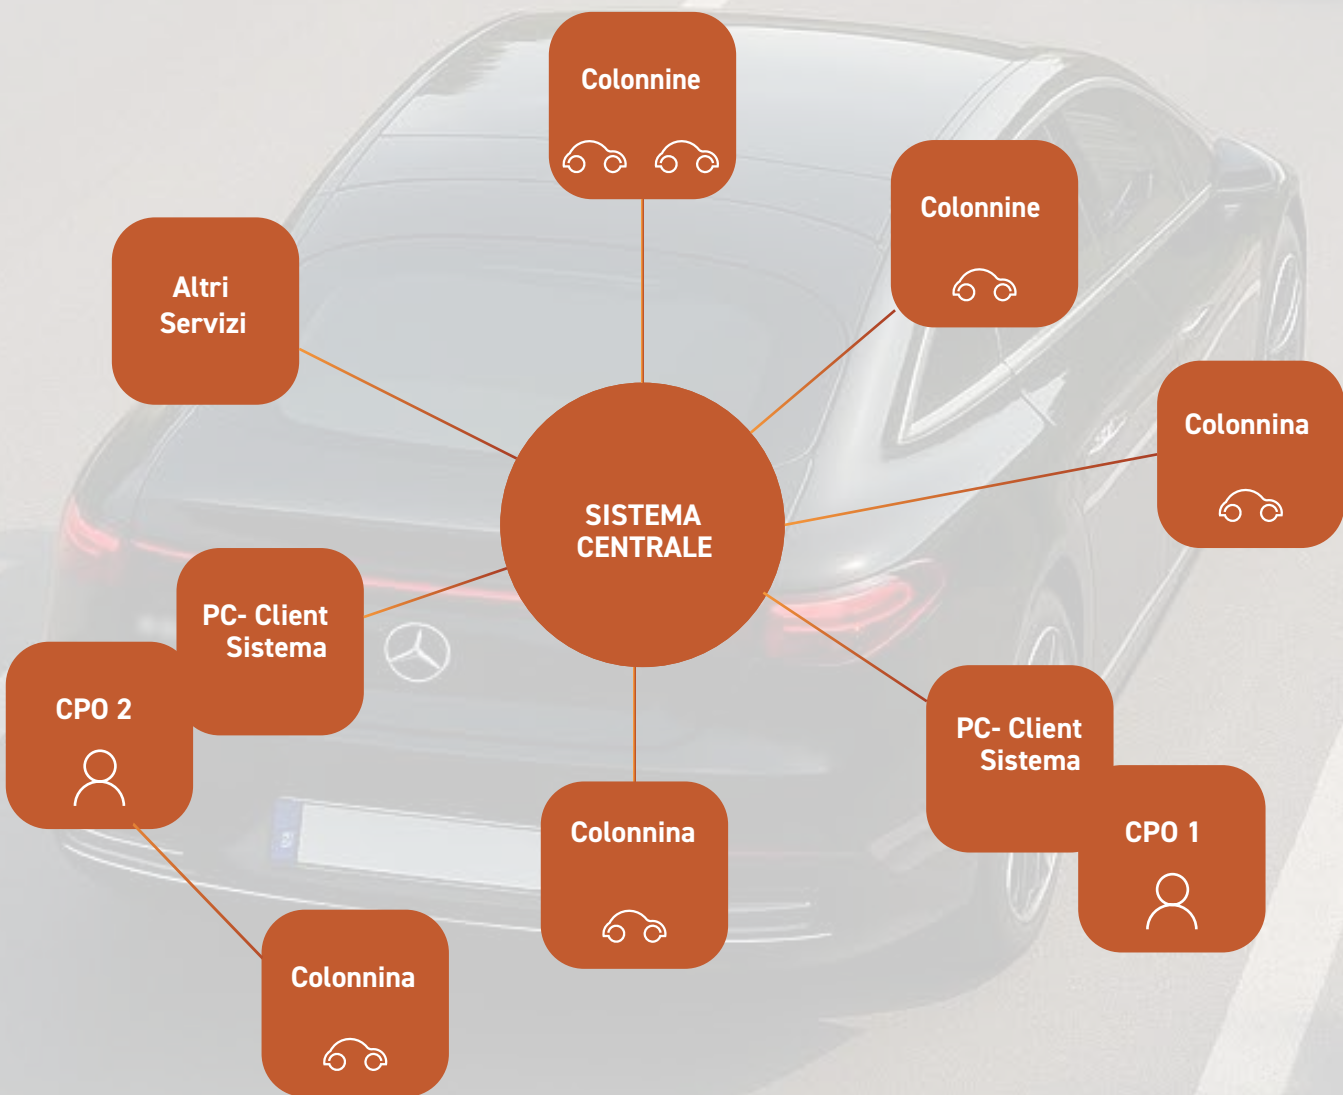 Colonnine
Colonnine
Altri
Servizi
Colonnina
SISTEMA
CENTRALE
PC- Client
Sistema
CPO 2
PC- Client
Sistema
CPO 1
Colonnina
Colonnina